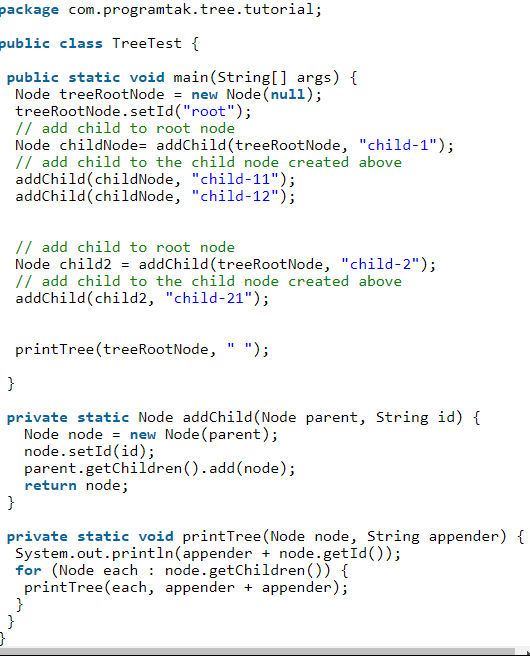 package com.programtak.tree.tutorial;
public class TreeTest {
public static void main(String[] args) {
Node treeRootNode = new Node(null);
treeRootNode.setId("root");
// add child to root node
Node childNode= addChild(treeRootNode, "child-1");
// add child to the child node created above
addChild(childNode, "child-11");
addChild(childNode, "child-12");
// add child to root node
Node child2 = addChild(treeRootNode, "child-2");
// add child to the child node created above
addChild(child2, "child-21");
printTree(treeRootNode, " ");
}
private static Node addChild(Node parent, String id) {
Node node = new Node(parent);
node.setId(id);
parent.getChildren().add(node);
return node;
}
private static void printTree(Node node, String appender) {
System.out.println(appender + node.getId());
for (Node each : node.getChildren()) {
printTree(each, appender + appender);
}
}
}